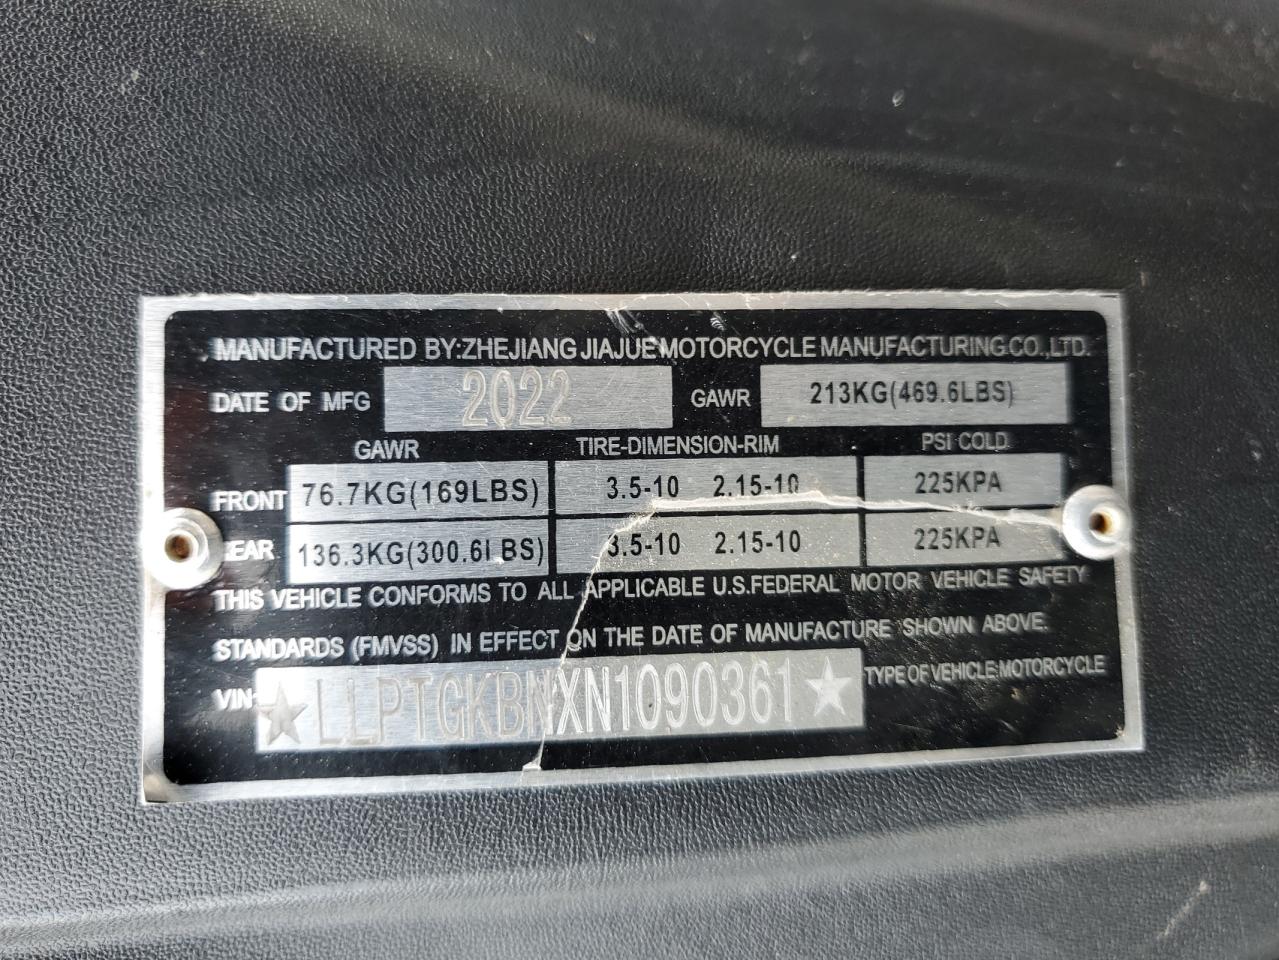 MANUFACTURED BY:ZHEJIANG JIAJUE MOTORCYCLE MANUFACTURING.CO.,LTD.
DATE OF MFG 2022 GAWR 213KG(469.6LBS)
GAWR TIRE-DIMENSION-RIM PSI COLD.
FRONT 76.7KG(169LBS) 3.5-10 2.15-10 225KPA
REAR 136.3KG(300.6LBS) 3.5-10 2.15-10 225KPA
THIS VEHICLE CONFORMS TO ALL APPLICABLE U.S.FEDERAL MOTOR VEHICLE SAFETY
STANDARDS (FMVSS) IN EFFECT ON THE DATE OF MANUFACTURE SHOWN ABOVE.
VIN: ★LLPTGKBNXN1090361★ TYPE OF VEHICLE:MOTORCYCLE